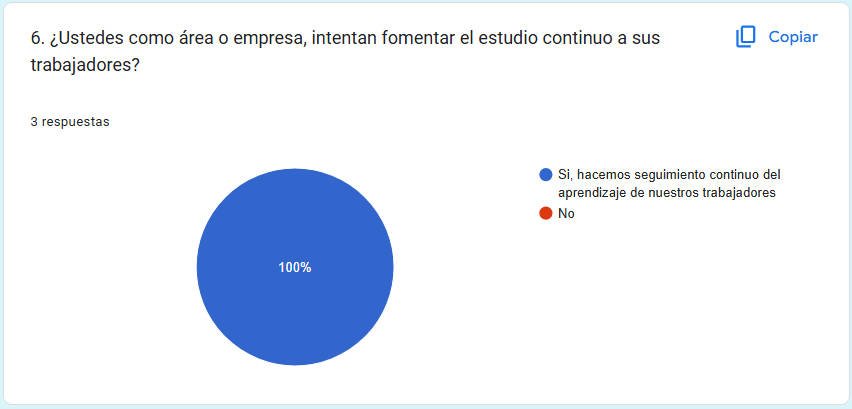 6. ¿Ustedes como área o empresa, intentan fomentar el estudio continuo a sus
trabajadores?
Copiar
3 respuestas
Si, hacemos seguimiento continuo del
aprendizaje de nuestros trabajadores
No
100%